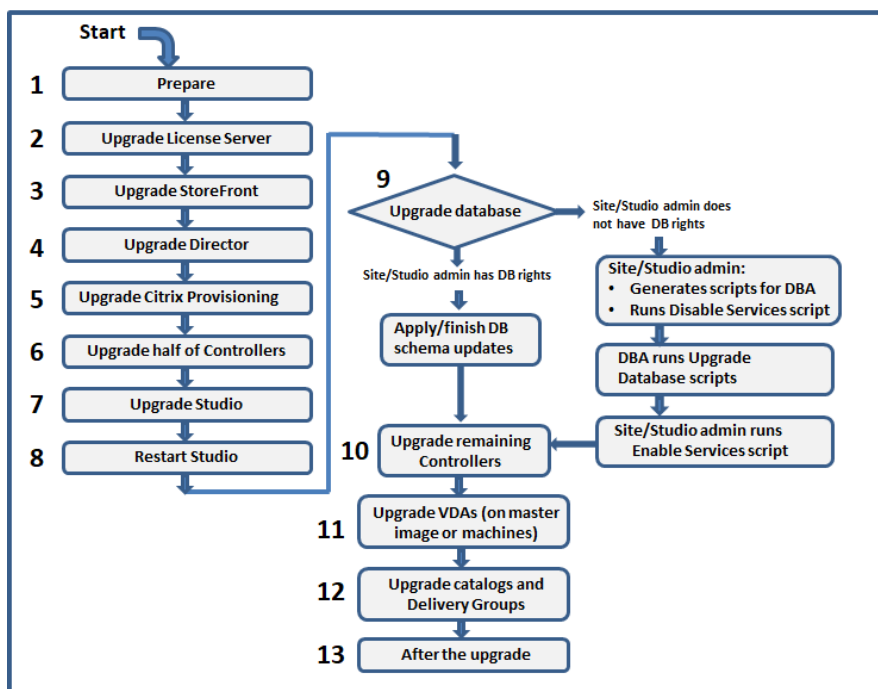 Start
1
Prepare
2
Upgrade License Server
3
Upgrade StoreFront
4
Upgrade Director
5
Upgrade Citrix Provisioning
6
Upgrade half of Controllers
7
Upgrade Studio
8
Restart Studio
9
Upgrade database
Site/Studio admin does
not have DB rights
Site/Studio admin has DB rights
Site/Studio admin:
• Generates scripts for DBA
• Runs Disable Services script
Apply/finish DB
schema updates
DBA runs Upgrade
Database scripts
Site/Studio admin runs
Enable Services script
10
Upgrade remaining
Controllers
11
Upgrade VDAs (on master
image or machines)
12
Upgrade catalogs and
Delivery Groups
13
After the upgrade